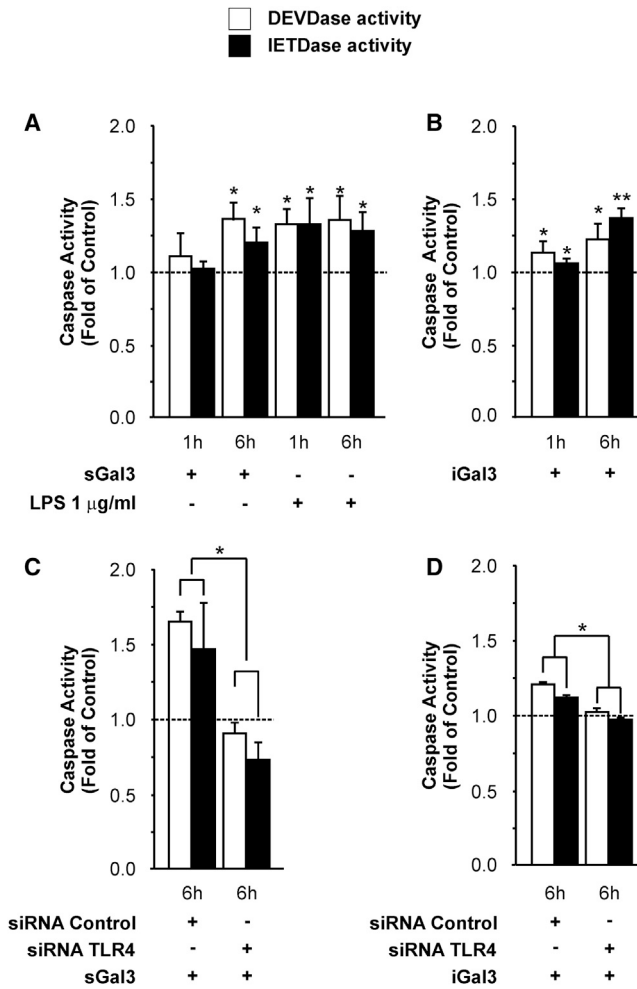 DEVDase activity
IETDase activity
A
Caspase Activity
(Fold of Control)
2.0
1.5
1.0
0.5
0.0
* * * * * *
1h 6h 1h 6h
sGal3 + + - -
LPS 1 µg/ml - - + +
B
Caspase Activity
(Fold of Control)
2.0
1.5
1.0
0.5
0.0
* * * **
1h 6h
iGal3 + +
C
Caspase Activity
(Fold of Control)
2.0
1.5
1.0
0.5
0.0
*
6h 6h
siRNA Control + -
siRNA TLR4 - +
sGal3 + +
D
Caspase Activity
(Fold of Control)
2.0
1.5
1.0
0.5
0.0
*
6h 6h
siRNA Control + -
siRNA TLR4 - +
iGal3 + +